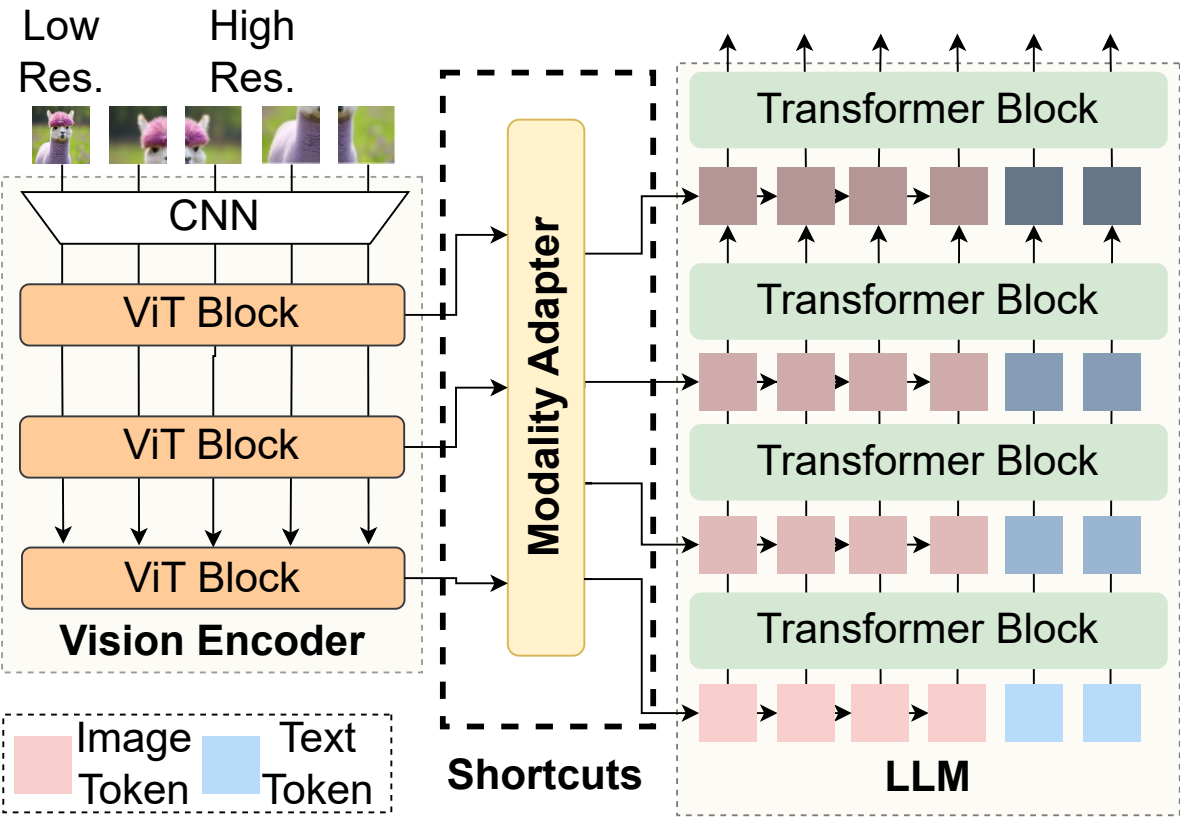 Low
Res.
High
Res.
CNN
ViT Block
ViT Block
ViT Block
Vision Encoder
Image
Token
Text
Token
Modality Adapter
Shortcuts
Transformer Block
Transformer Block
Transformer Block
Transformer Block
LLM